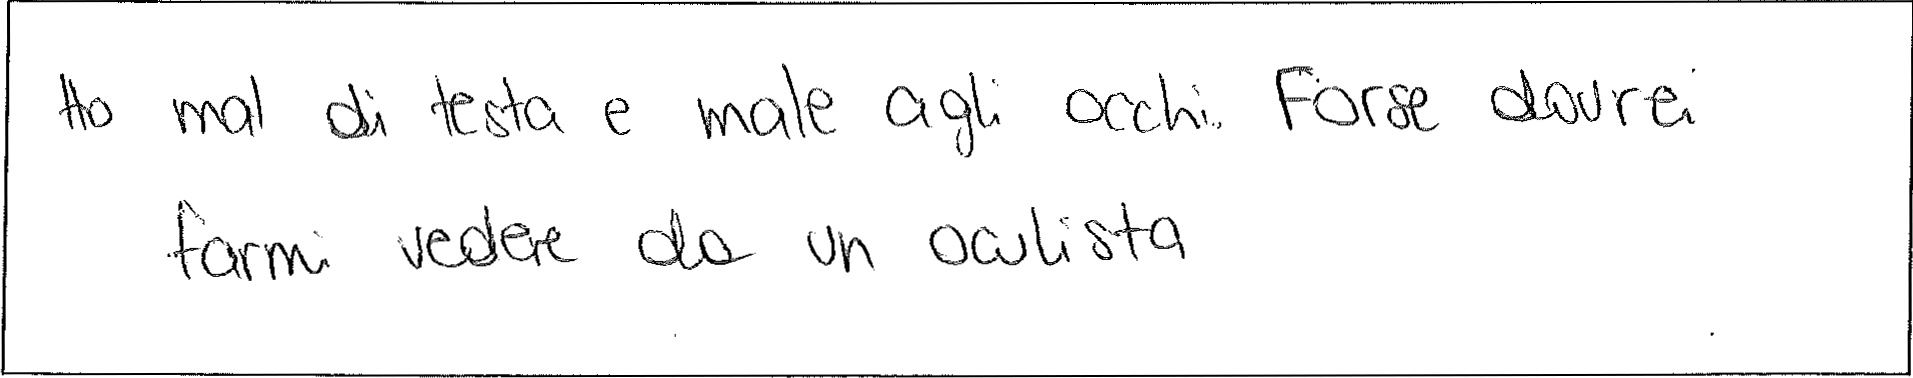 Ho mal di testa e male agli occhi. Forse dovrei
farmi vedere da un oculista